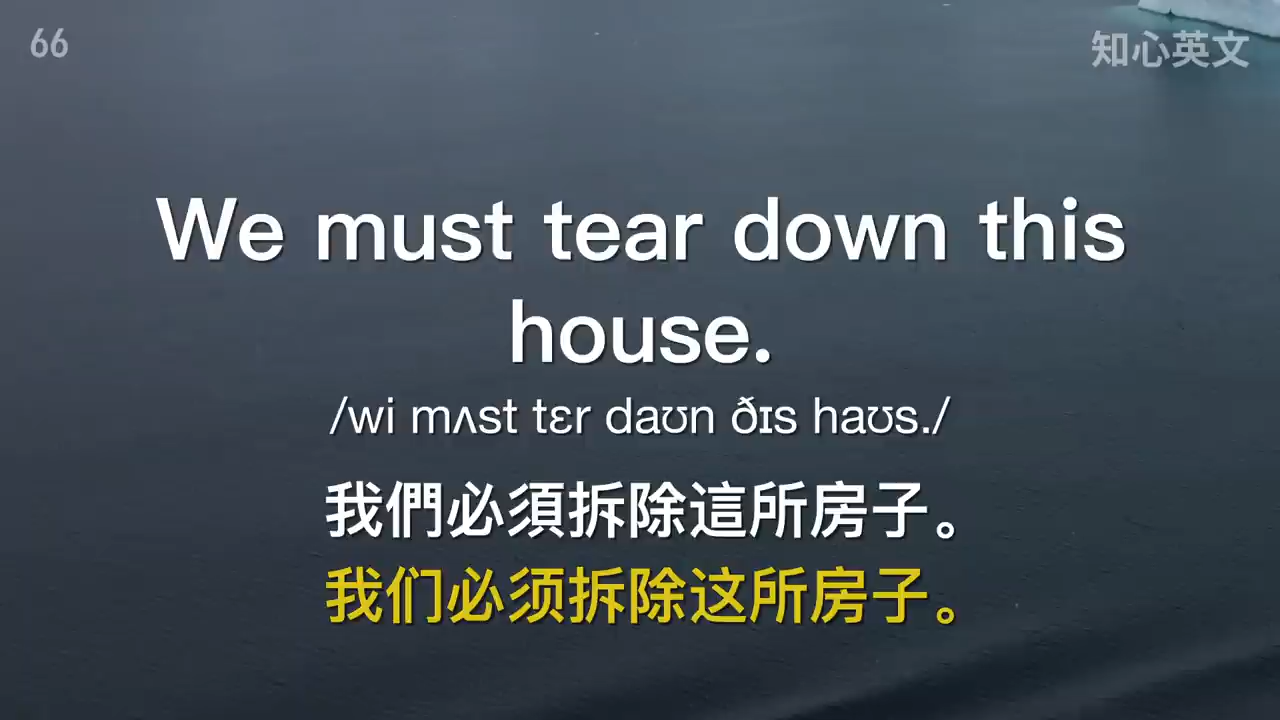 66
知心英文
We must tear down this
house.
/wi mʌst tɛr daʊn ðɪs haʊs./
我們必須拆除這所房子。
我们必须拆除这所房子。